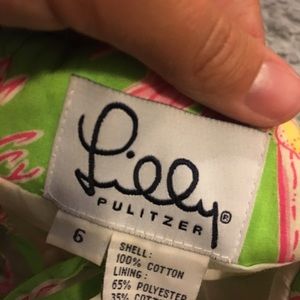 Lilly®
PULITZER
6
SHELL:
100% COTTON
LINING:
65% POLYESTER